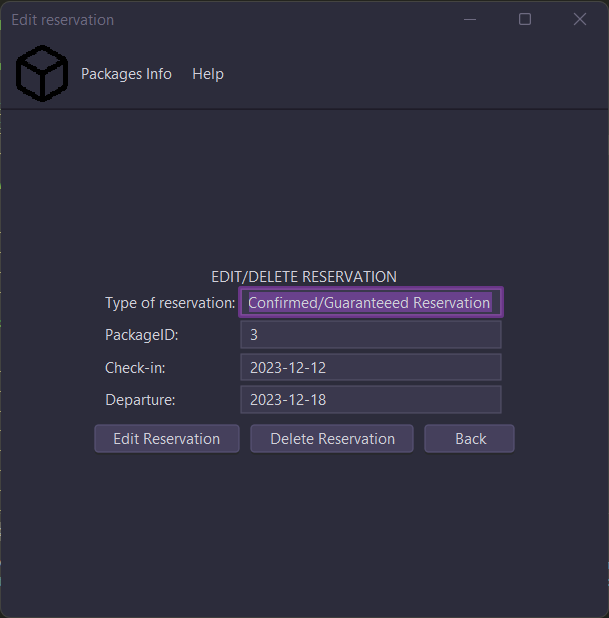 Edit reservation
Packages Info Help
EDIT/DELETE RESERVATION
Type of reservation: Confirmed/Guaranteeed Reservation
PackageID: 3
Check-in: 2023-12-12
Departure: 2023-12-18
Edit Reservation Delete Reservation Back